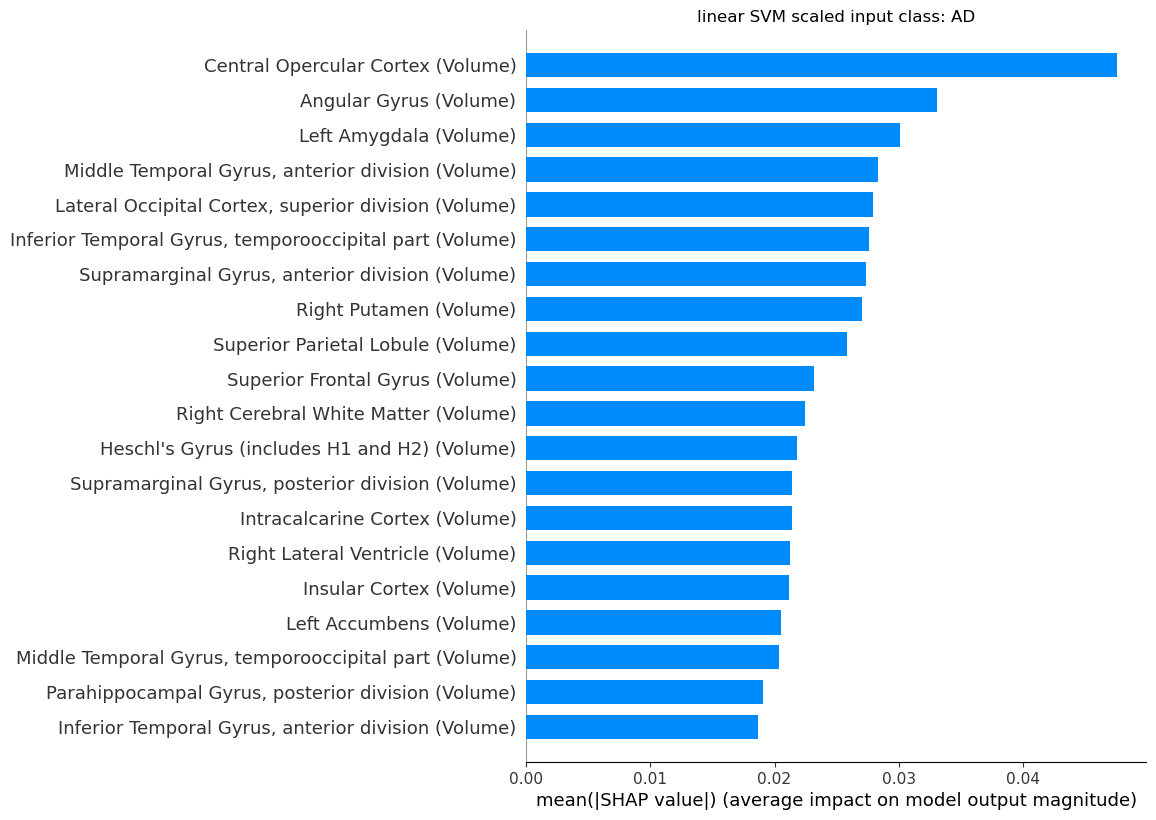 linear SVM scaled input class: AD
Central Opercular Cortex (Volume)
Angular Gyrus (Volume)
Left Amygdala (Volume)
Middle Temporal Gyrus, anterior division (Volume)
Lateral Occipital Cortex, superior division (Volume)
Inferior Temporal Gyrus, temporooccipital part (Volume)
Supramarginal Gyrus, anterior division (Volume)
Right Putamen (Volume)
Superior Parietal Lobule (Volume)
Superior Frontal Gyrus (Volume)
Right Cerebral White Matter (Volume)
Heschl's Gyrus (includes H1 and H2) (Volume)
Supramarginal Gyrus, posterior division (Volume)
Intracalcarine Cortex (Volume)
Right Lateral Ventricle (Volume)
Insular Cortex (Volume)
Left Accumbens (Volume)
Middle Temporal Gyrus, temporooccipital part (Volume)
Parahippocampal Gyrus, posterior division (Volume)
Inferior Temporal Gyrus, anterior division (Volume)
0.00 0.01 0.02 0.03 0.04
mean(|SHAP value|) (average impact on model output magnitude)